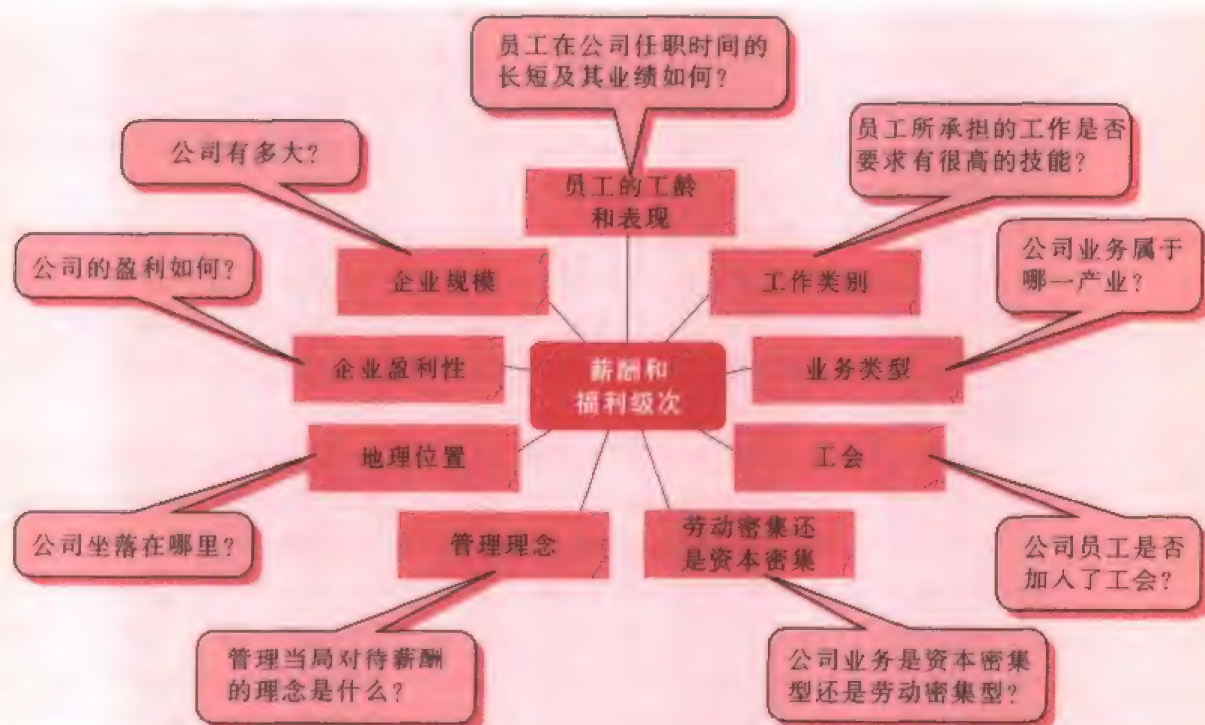 员工在公司任职时间的
长短及其业绩如何？
员工的工龄
和表现
员工所承担的工作是否
要求有很高的技能？
工作类别
公司业务属于
哪一产业？
业务类型
工会
公司员工是否
加入了工会？
劳动密集还
是资本密集
公司业务是资本密集
型还是劳动密集型？
管理理念
管理当局对待薪酬
的理念是什么？
地理位置
公司坐落在哪里？
企业盈利性
公司的盈利如何？
企业规模
公司有多大？
薪酬和
福利级次